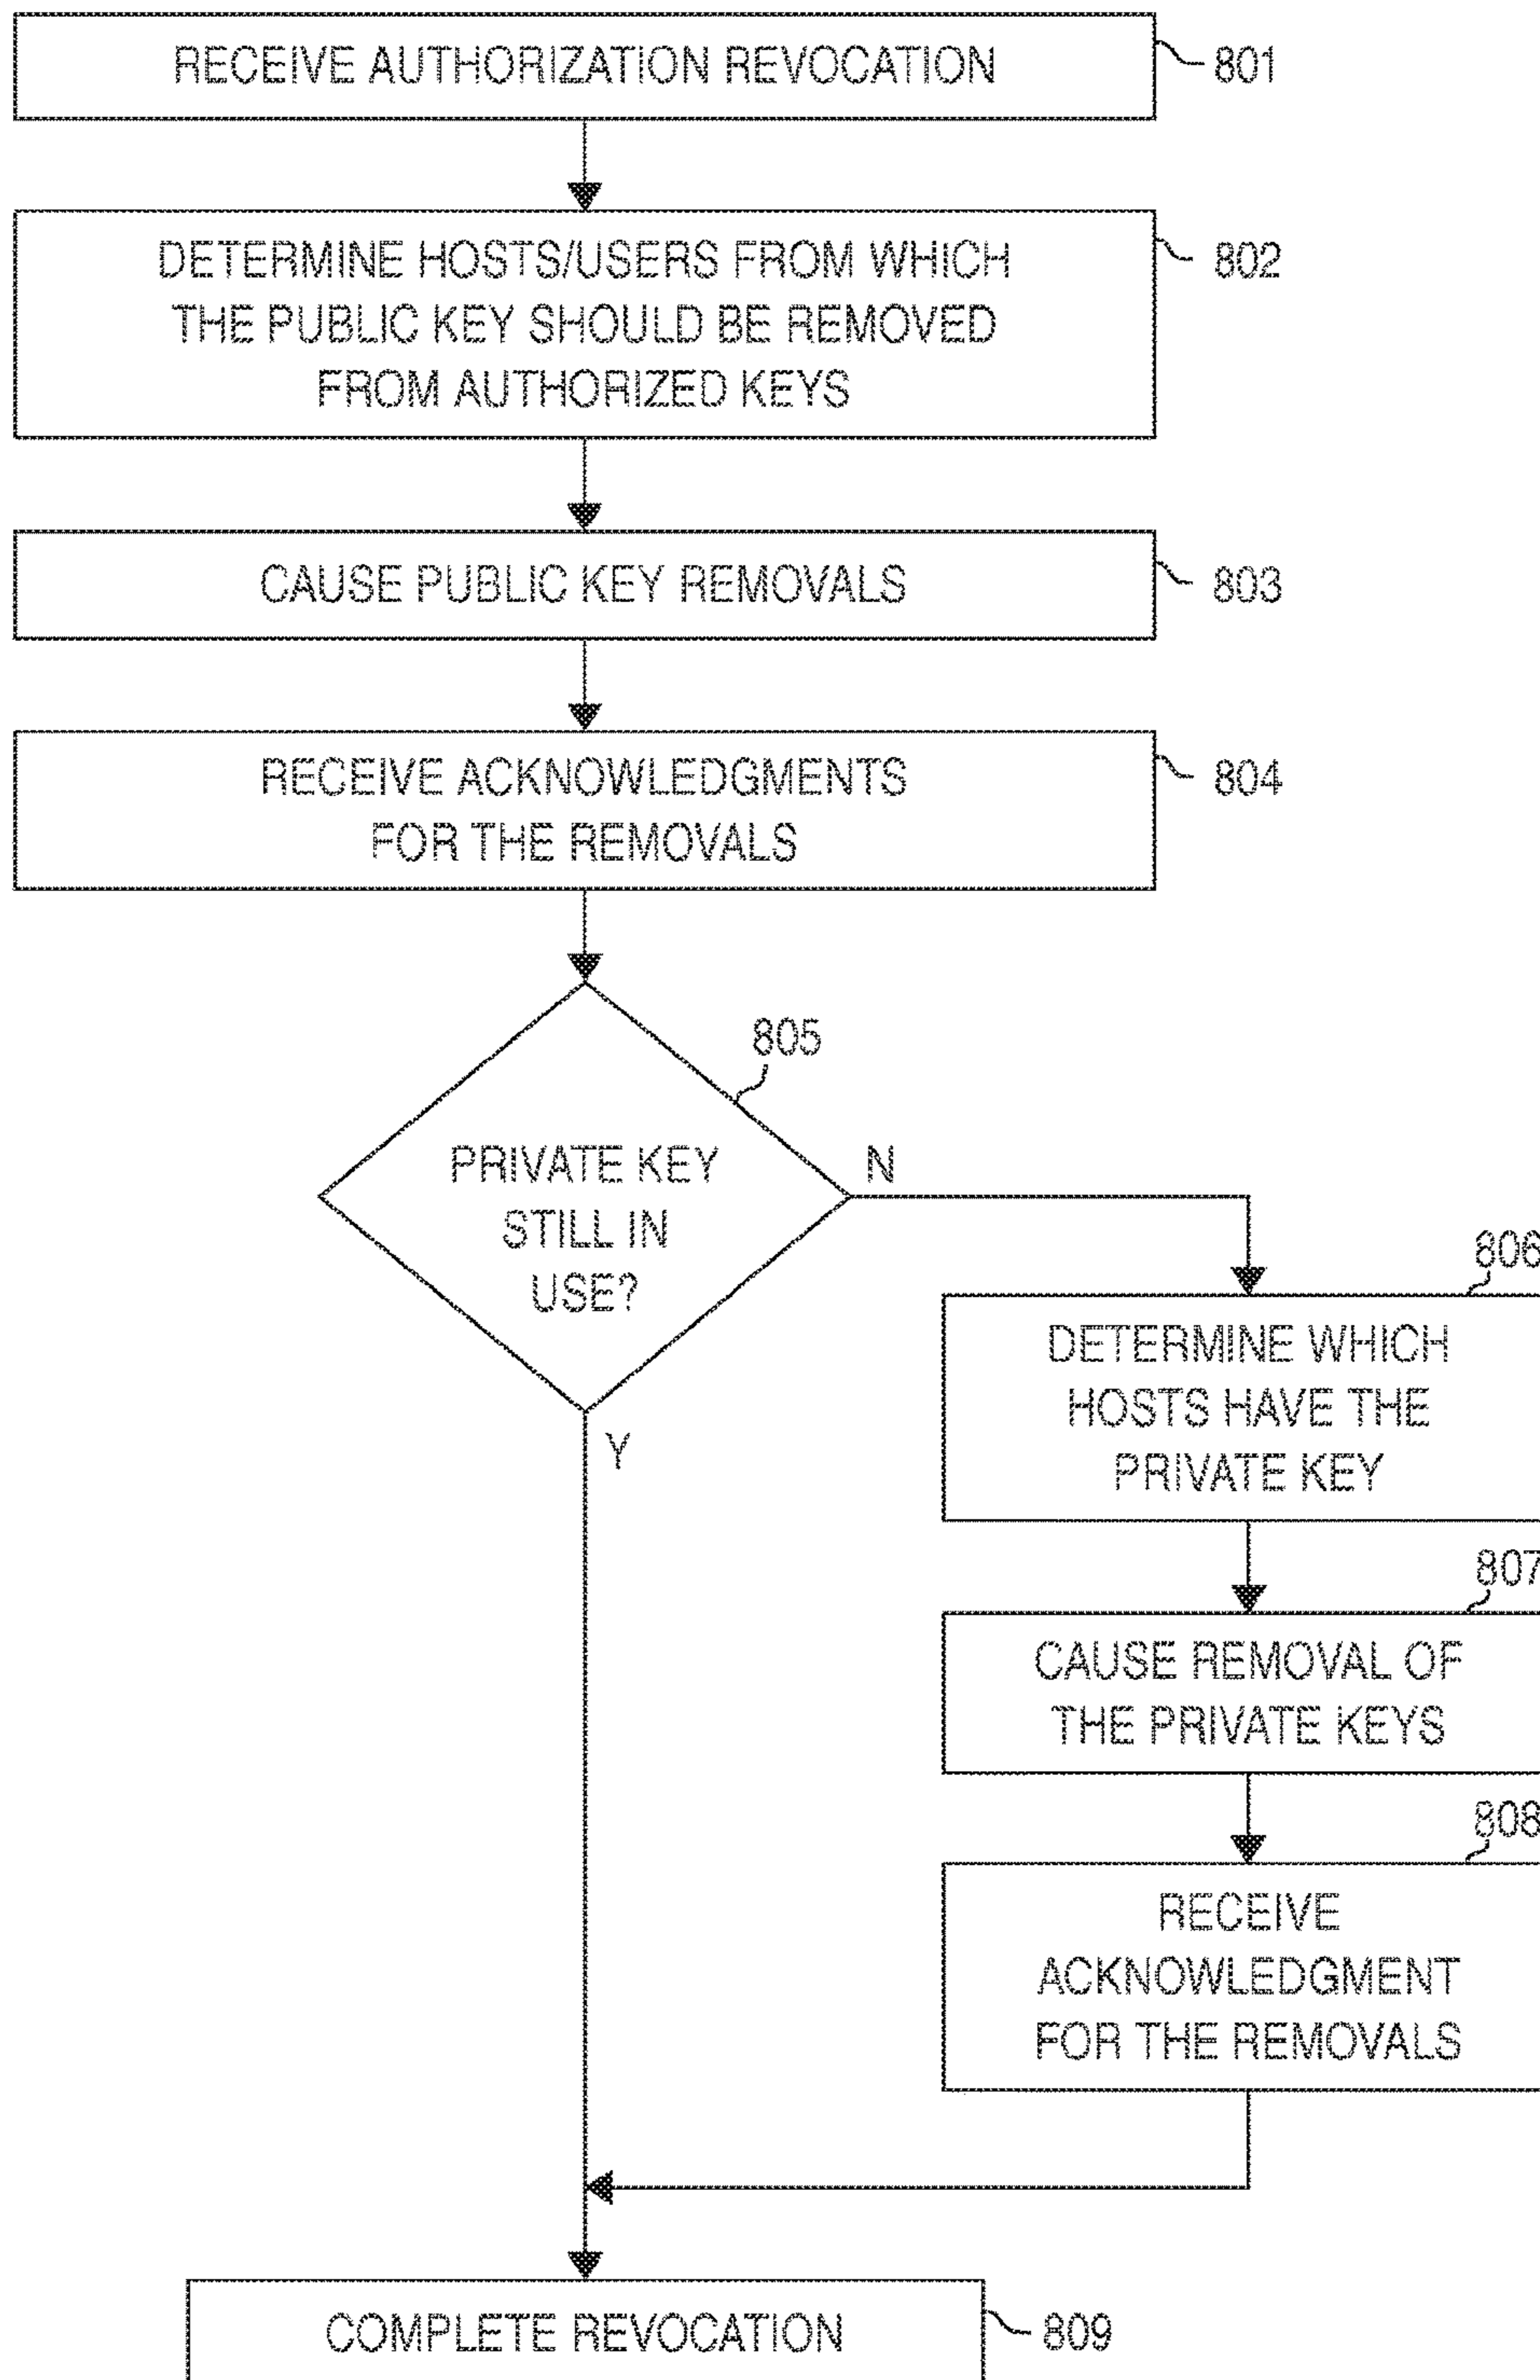 RECEIVE AUTHORIZATION REVOCATION
801
DETERMINE HOSTS/USERS FROM WHICH
THE PUBLIC KEY SHOULD BE REMOVED
FROM AUTHORIZED KEYS
802
CAUSE PUBLIC KEY REMOVALS
803
RECEIVE ACKNOWLEDGMENTS
FOR THE REMOVALS
804
805
PRIVATE KEY
STILL IN
USE?
N
Y
806
DETERMINE WHICH
HOSTS HAVE THE
PRIVATE KEY
807
CAUSE REMOVAL OF
THE PRIVATE KEYS
808
RECEIVE
ACKNOWLEDGMENT
FOR THE REMOVALS
COMPLETE REVOCATION
809